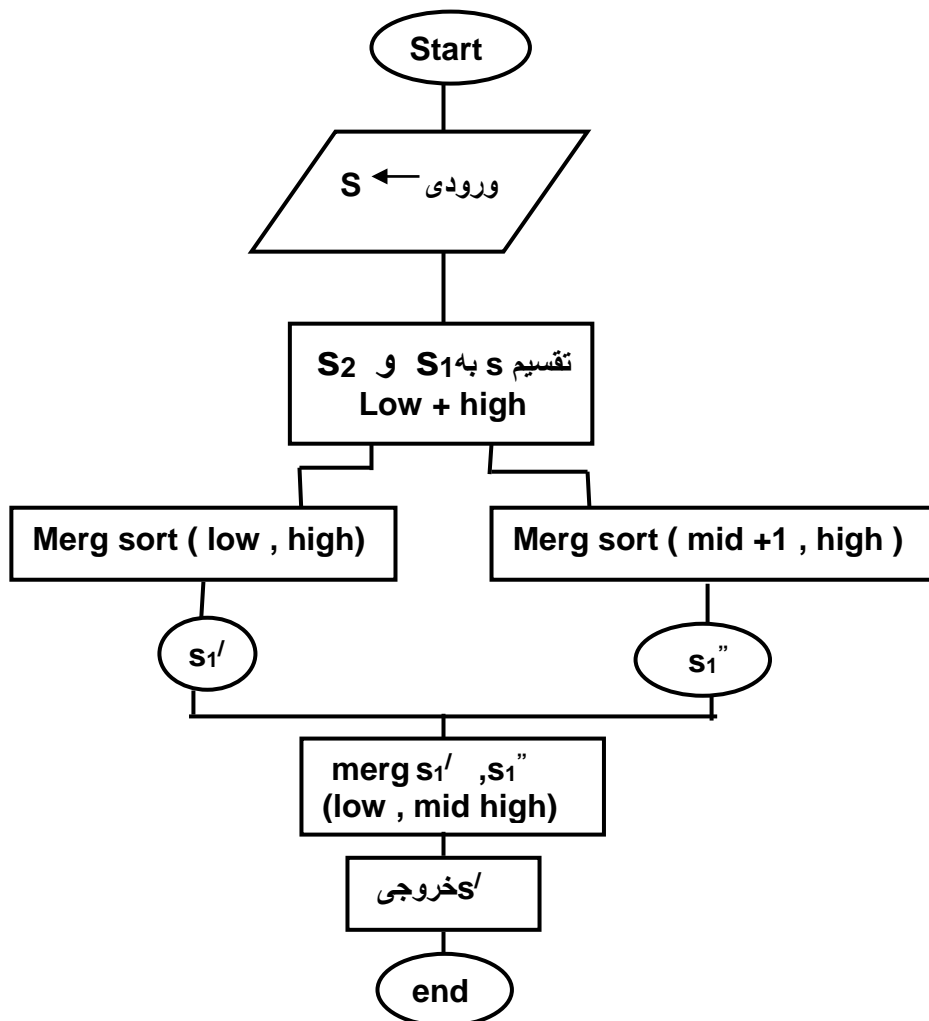 Start
ورودی ← S
تقسیم s به S1 و S2
Low + high
Merg sort ( low , high)
Merg sort ( mid +1 , high )
s1/
s1”
merg s1/ ,s1”
(low , mid high)
خروجی s/
end